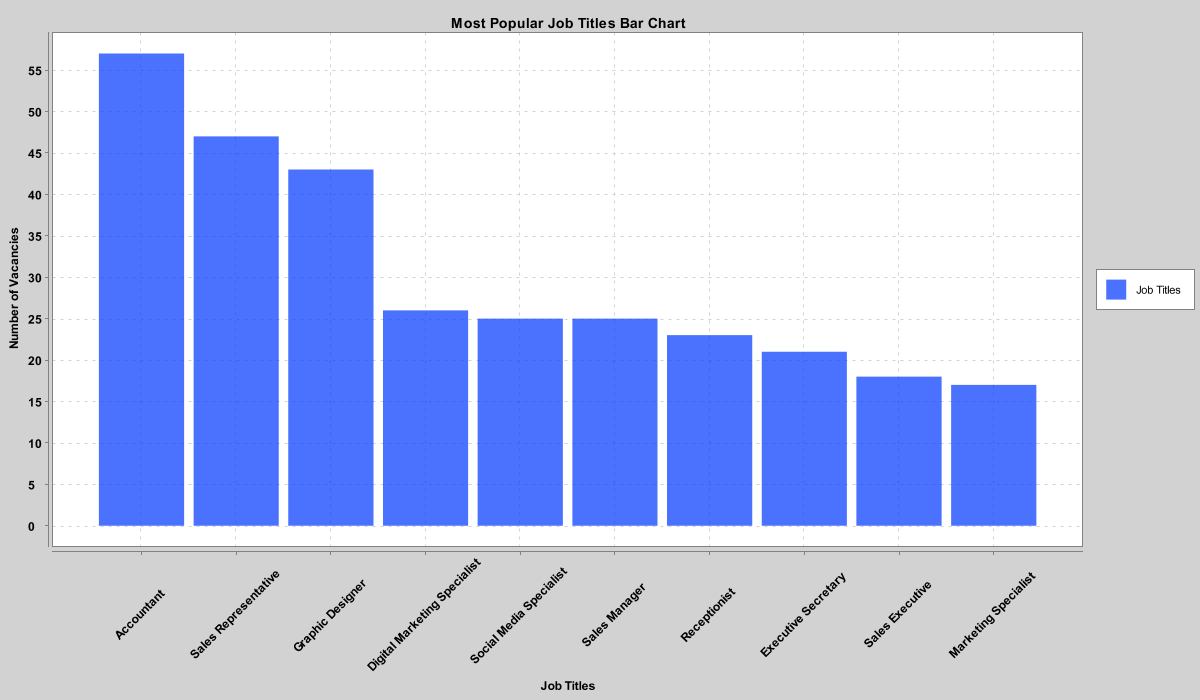 Most Popular Job Titles Bar Chart
Number of Vacancies
55
50
45
40
35
30
25
20
15
10
5
0
Accountant
Sales Representative
Graphic Designer
Digital Marketing Specialist
Social Media Specialist
Sales Manager
Receptionist
Executive Secretary
Sales Executive
Marketing Specialist
Job Titles
Job Titles